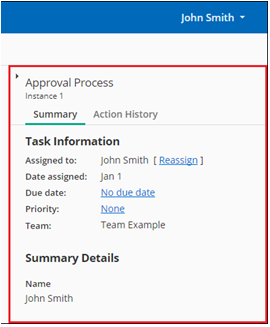 John Smith
Approval Process
Instance 1
Summary Action History
Task Information
Assigned to: John Smith [ Reassign ]
Date assigned: Jan 1
Due date: No due date
Priority: None
Team: Team Example
Summary Details
Name
John Smith